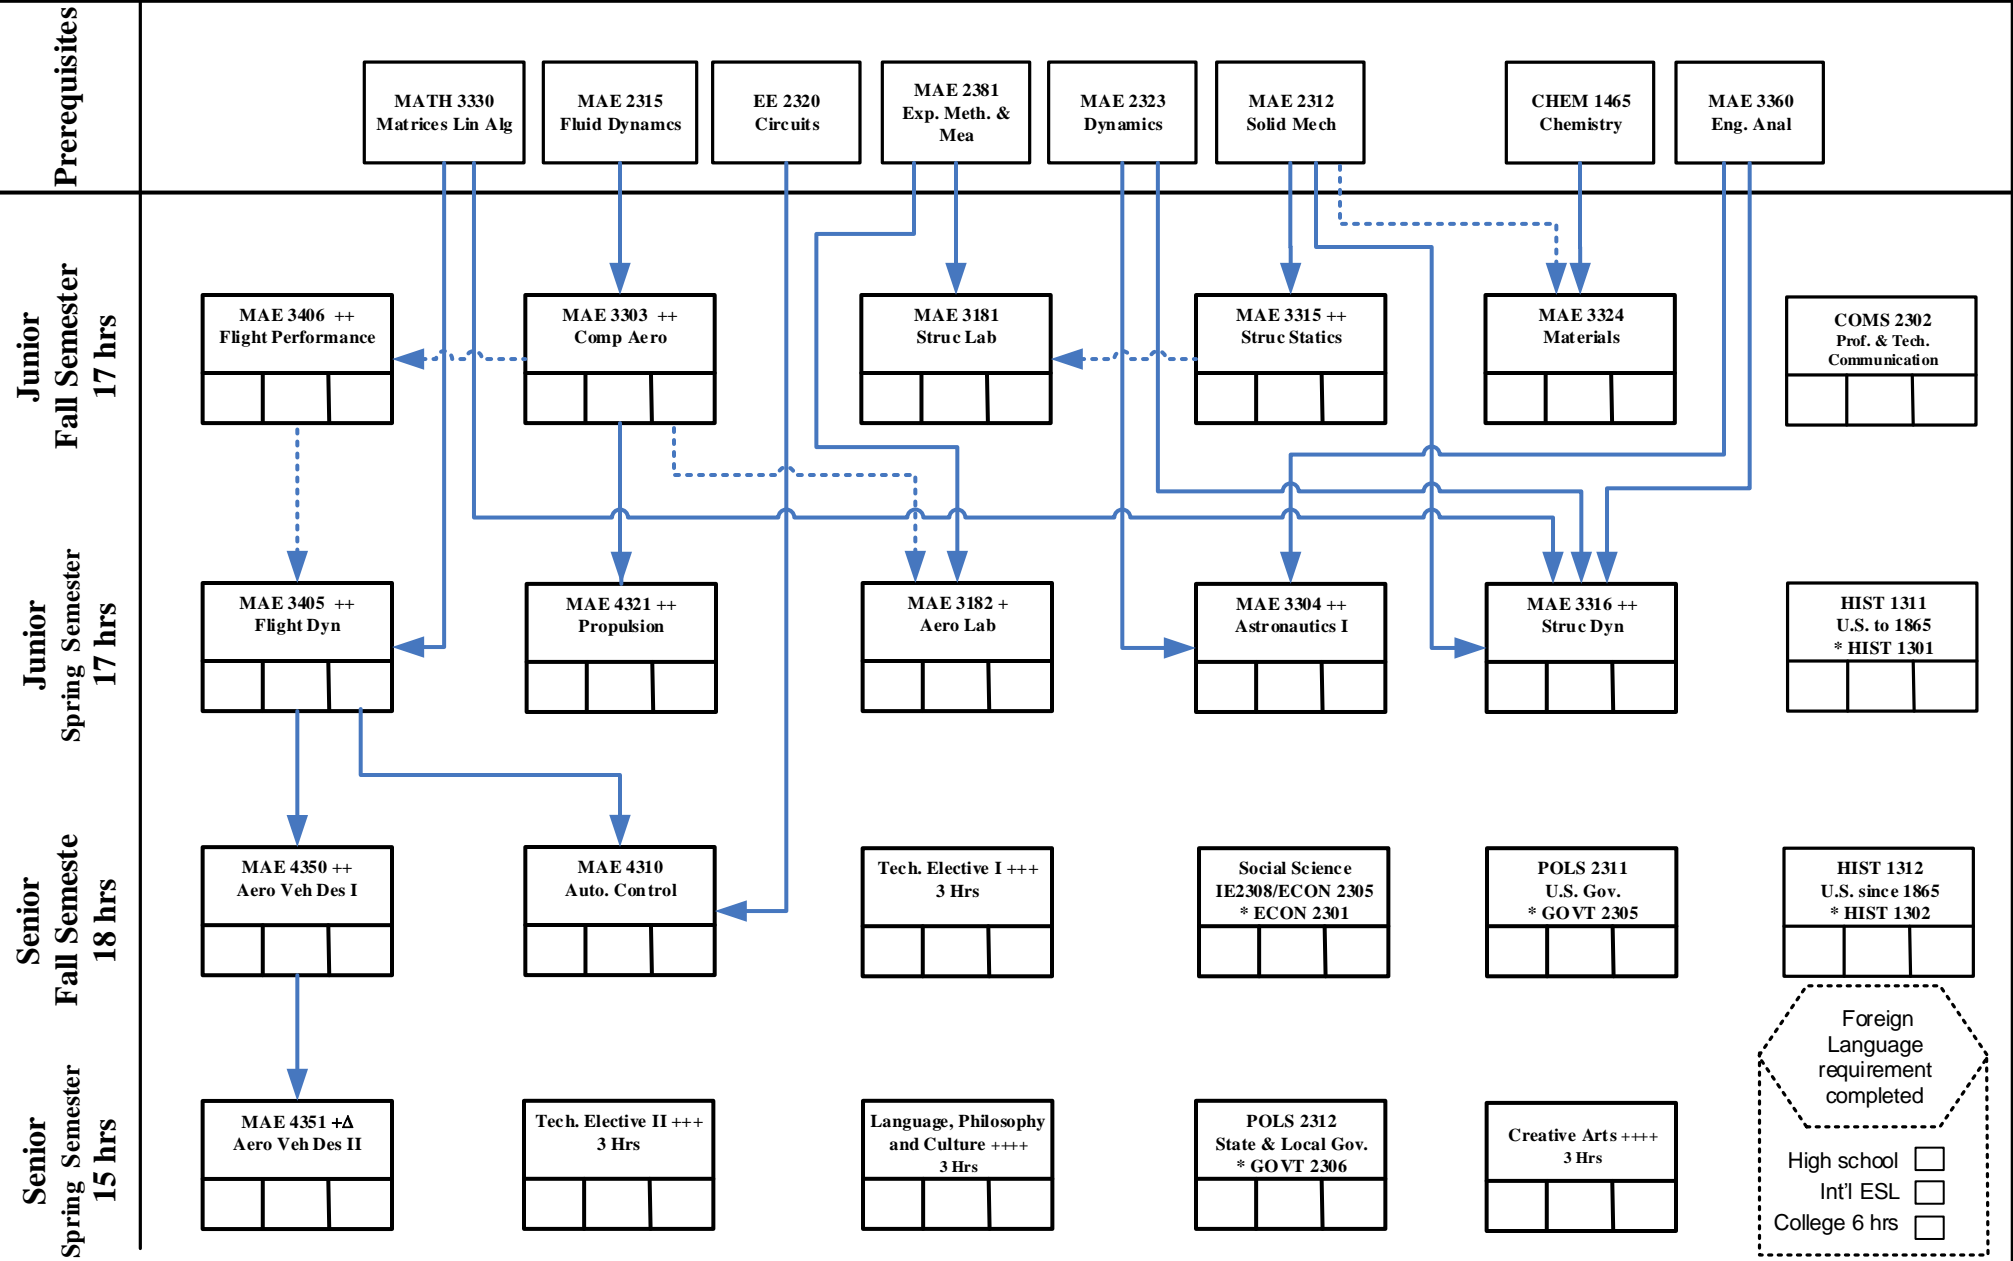 Prerequisites
MATH 3330
Matrices Lin Alg
MAE 2315
Fluid Dynamcs
EE 2320
Circuits
MAE 2381
Exp. Meth. &
Mea
MAE 2323
Dynamics
MAE 2312
Solid Mech
CHEM 1465
Chemistry
MAE 3360
Eng. Anal
Junior
Fall Semester
17 hrs
MAE 3406 ++
Flight Performance
MAE 3303 ++
Comp Aero
MAE 3181
Struc Lab
MAE 3315 ++
Struc Statics
MAE 3324
Materials
COMS 2302
Prof. & Tech.
Communication
Junior
Spring Semester
17 hrs
MAE 3405 ++
Flight Dyn
MAE 4321 ++
Propulsion
MAE 3182 +
Aero Lab
MAE 3304 ++
Astronautics I
MAE 3316 ++
Struc Dyn
HIST 1311
U.S. to 1865
* HIST 1301
Senior
Fall Semeste
18 hrs
MAE 4350 ++
Aero Veh Des I
MAE 4310
Auto. Control
Tech. Elective I +++
3 Hrs
Social Science
IE2308/ECON 2305
* ECON 2301
POLS 2311
U.S. Gov.
* GOVT 2305
HIST 1312
U.S. since 1865
* HIST 1302
Senior
Spring Semester
15 hrs
MAE 4351 +Δ
Aero Veh Des II
Tech. Elective II +++
3 Hrs
Language, Philosophy
and Culture ++++
3 Hrs
POLS 2312
State & Local Gov.
* GOVT 2306
Creative Arts ++++
3 Hrs
Foreign
Language
requirement
completed
High school
Int'l ESL
College 6 hrs